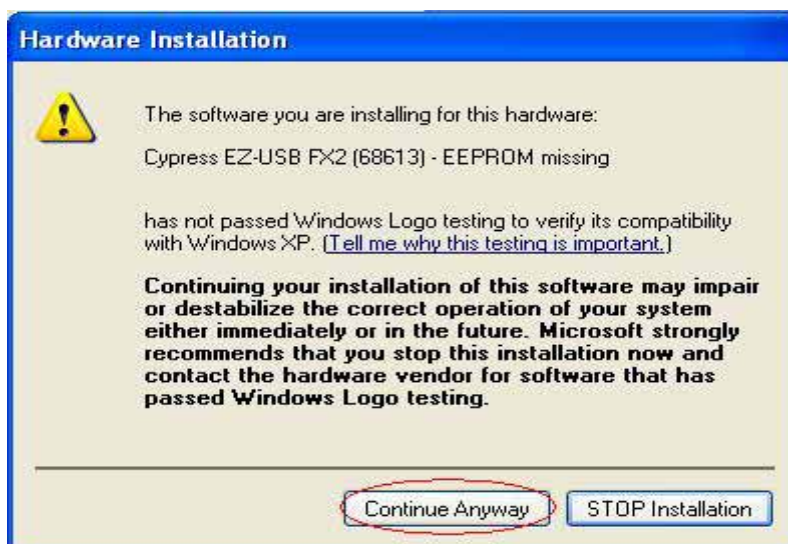 Hardware Installation
The software you are installing for this hardware:
Cypress EZ-USB FX2 (68613) - EEPROM missing
has not passed Windows Logo testing to verify its compatibility
with Windows XP. (Tell me why this testing is important.)
Continuing your installation of this software may impair
or destabilize the correct operation of your system
either immediately or in the future. Microsoft strongly
recommends that you stop this installation now and
contact the hardware vendor for software that has
passed Windows Logo testing.
Continue Anyway
STOP Installation